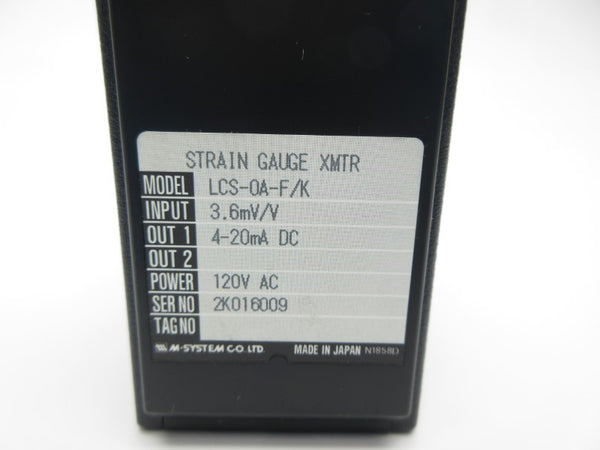 STRAIN GAUGE XMTR
MODEL LCS-0A-F/K
INPUT 3.6mV/V
OUT 1 4-20mA DC
OUT 2
POWER 120V AC
SER NO 2K016009
TAG NO
M-SYSTEM CO. LTD. MADE IN JAPAN N1858D